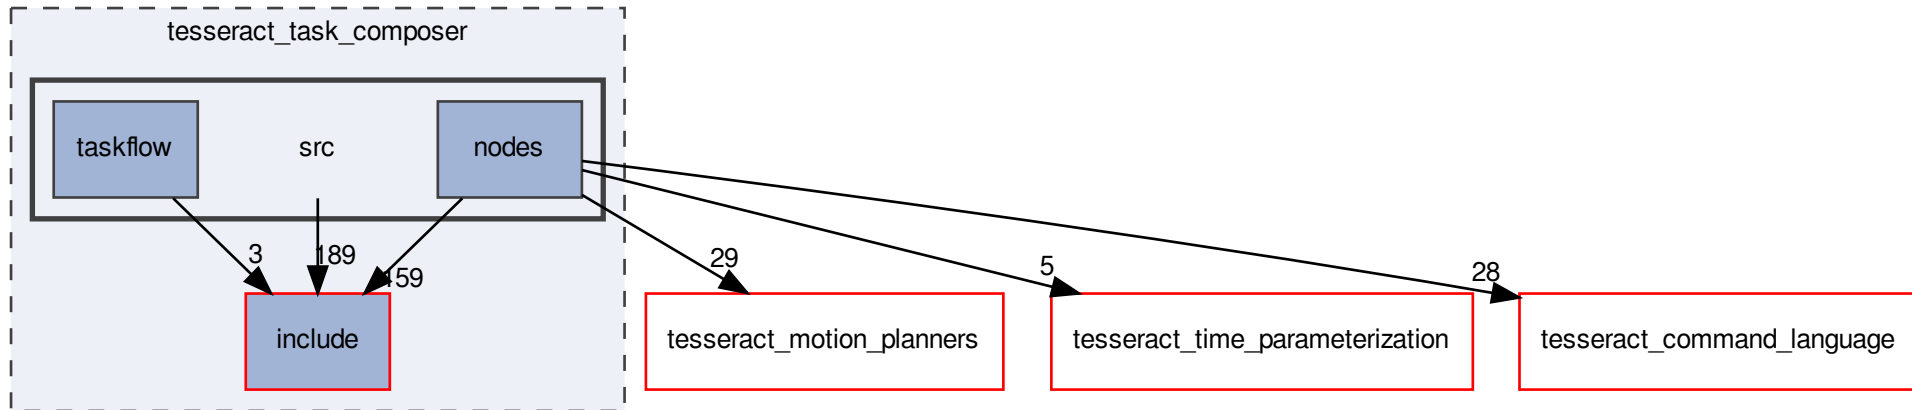 tesseract_task_composer
taskflow
src
nodes
3
189
159
29
5
28
include
tesseract_motion_planners
tesseract_time_parameterization
tesseract_command_language